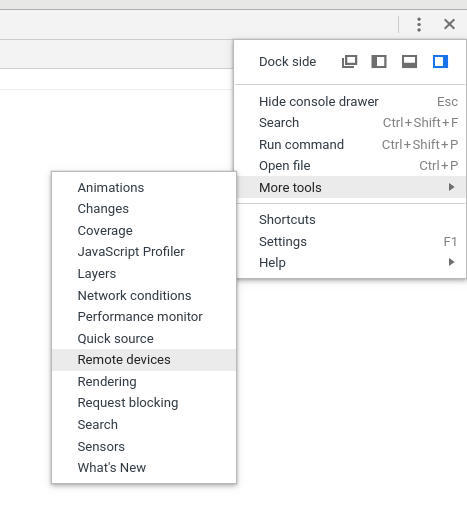 Dock side
Hide console drawer Esc
Search Ctrl+Shift+F
Run command Ctrl+Shift+P
Open file Ctrl+P
More tools
Shortcuts
Settings F1
Help
Animations
Changes
Coverage
JavaScript Profiler
Layers
Network conditions
Performance monitor
Quick source
Remote devices
Rendering
Request blocking
Search
Sensors
What's New